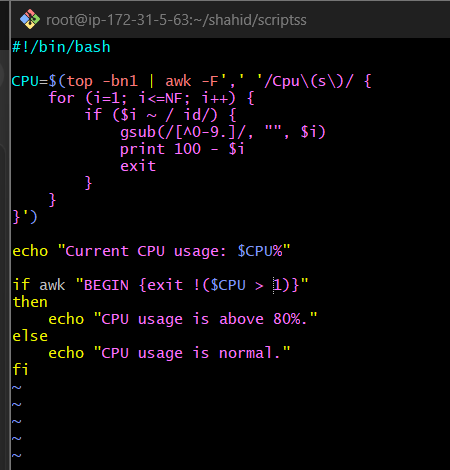 root@ip-172-31-5-63:~/shahid/scriptss
#!/bin/bash

CPU=$(top -bn1 | awk -F',' '/Cpu\(s\)/ {
    for (i=1; i<=NF; i++) {
        if ($i ~ / id/) {
            gsub(/[^0-9.]/, "", $i)
            print 100 - $i
            exit
        }
    }
}')

echo "Current CPU usage: $CPU%"

if awk "BEGIN {exit !($CPU > 1)}"
then
    echo "CPU usage is above 80%."
else
    echo "CPU usage is normal."
fi
~
~
~
~
~